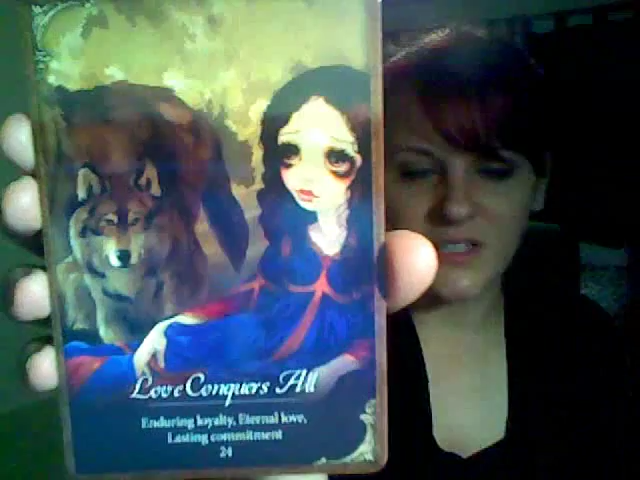 Love Conquers All
Enduring loyalty, Eternal love,
Lasting commitment
24